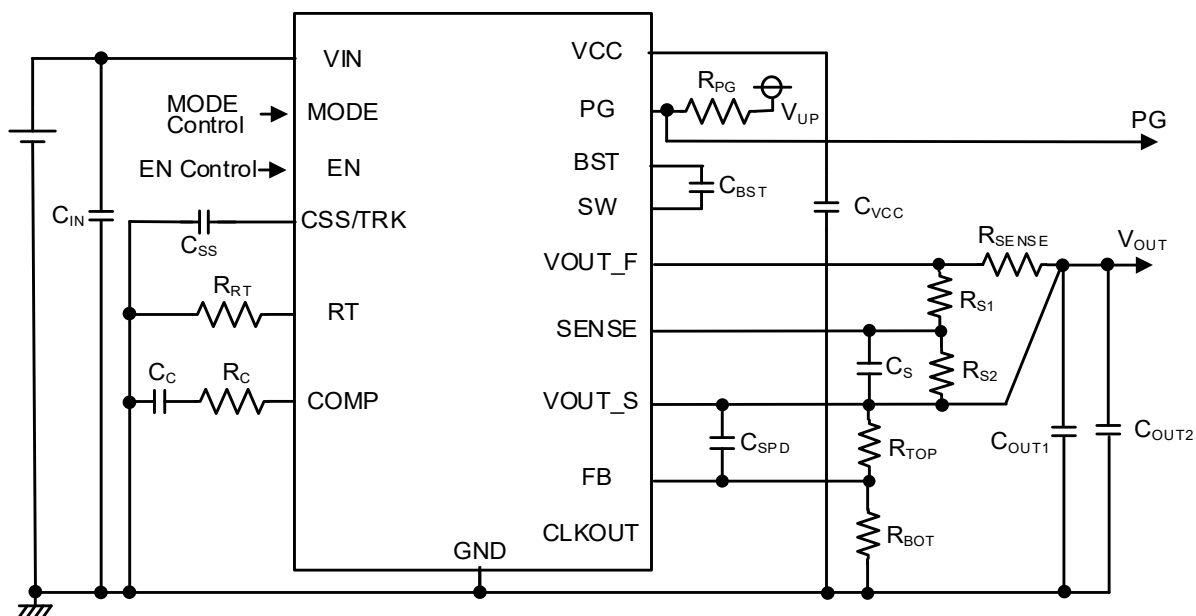 VIN
VCC
R_PG
MODE
Control
MODE
PG
V_UP
PG
EN Control
EN
BST
C_BST
SW
C_IN
C_SS
CSS/TRK
C_VCC
R_SENSE
V_OUT
VOUT_F
R_RT
RT
R_S1
SENSE
C_C
R_C
COMP
C_S
R_S2
VOUT_S
C_SPD
R_TOP
C_OUT1
C_OUT2
FB
CLKOUT
R_BOT
GND